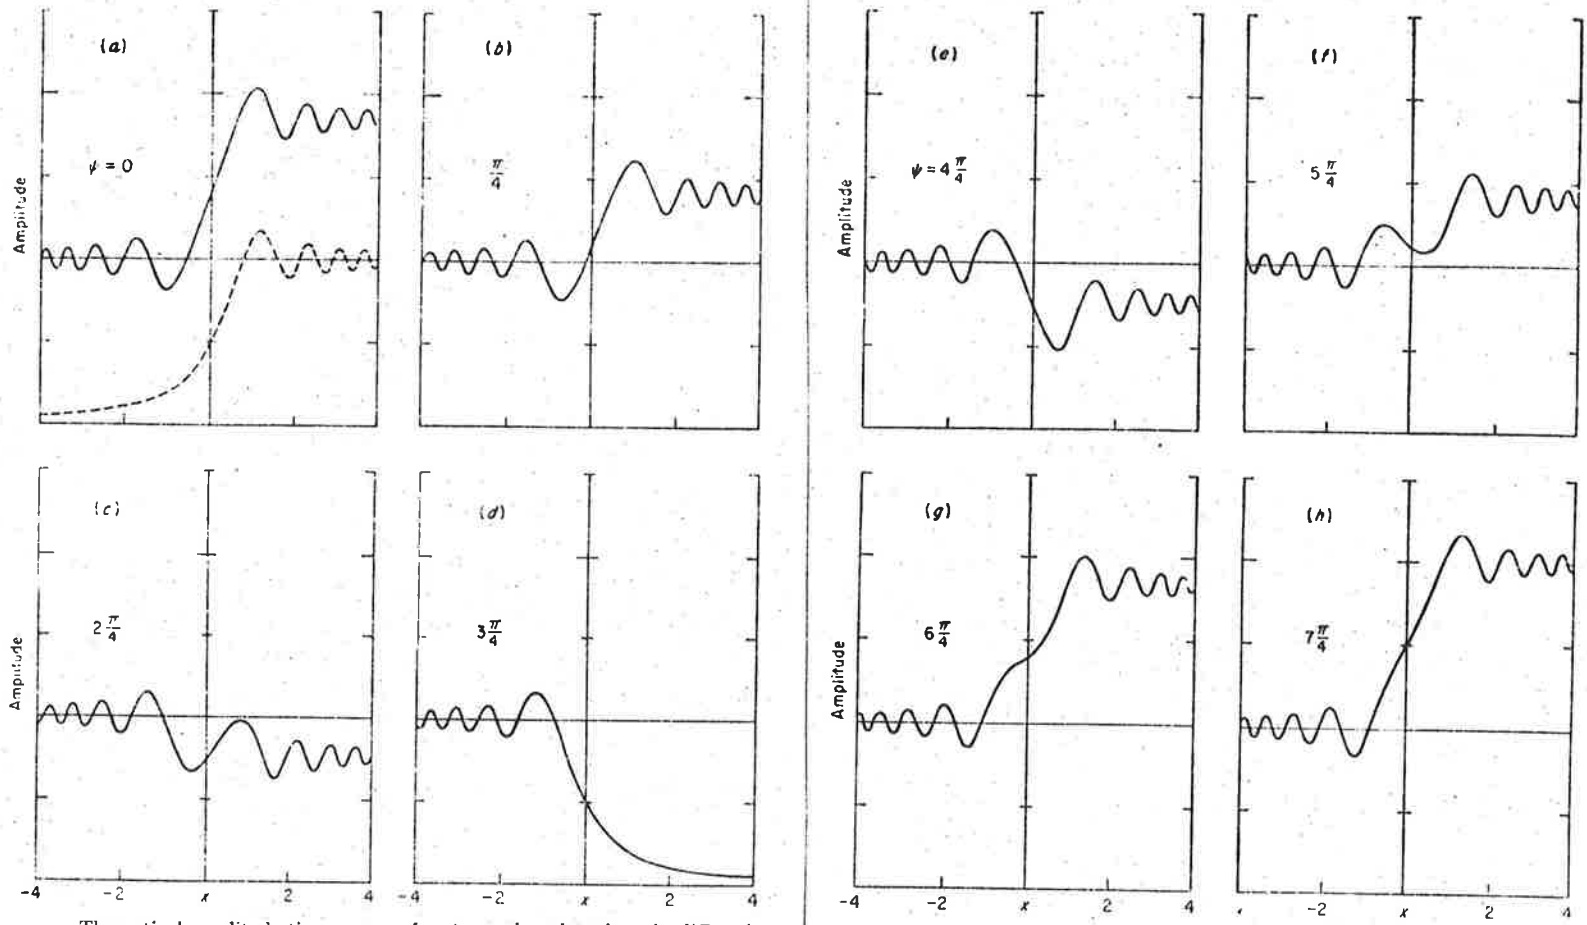 (a)
ψ = 0
Amplitude
(b)
π/4
(e)
ψ = 4 π/4
Amplitude
(f)
5 π/4
(c)
2 π/4
Amplitude
-4 -2 x 2 4
(d)
3 π/4
-2 x 2 4
(g)
6 π/4
Amplitude
-4 -2 x 2 4
(h)
7 π/4
-2 x 2 4